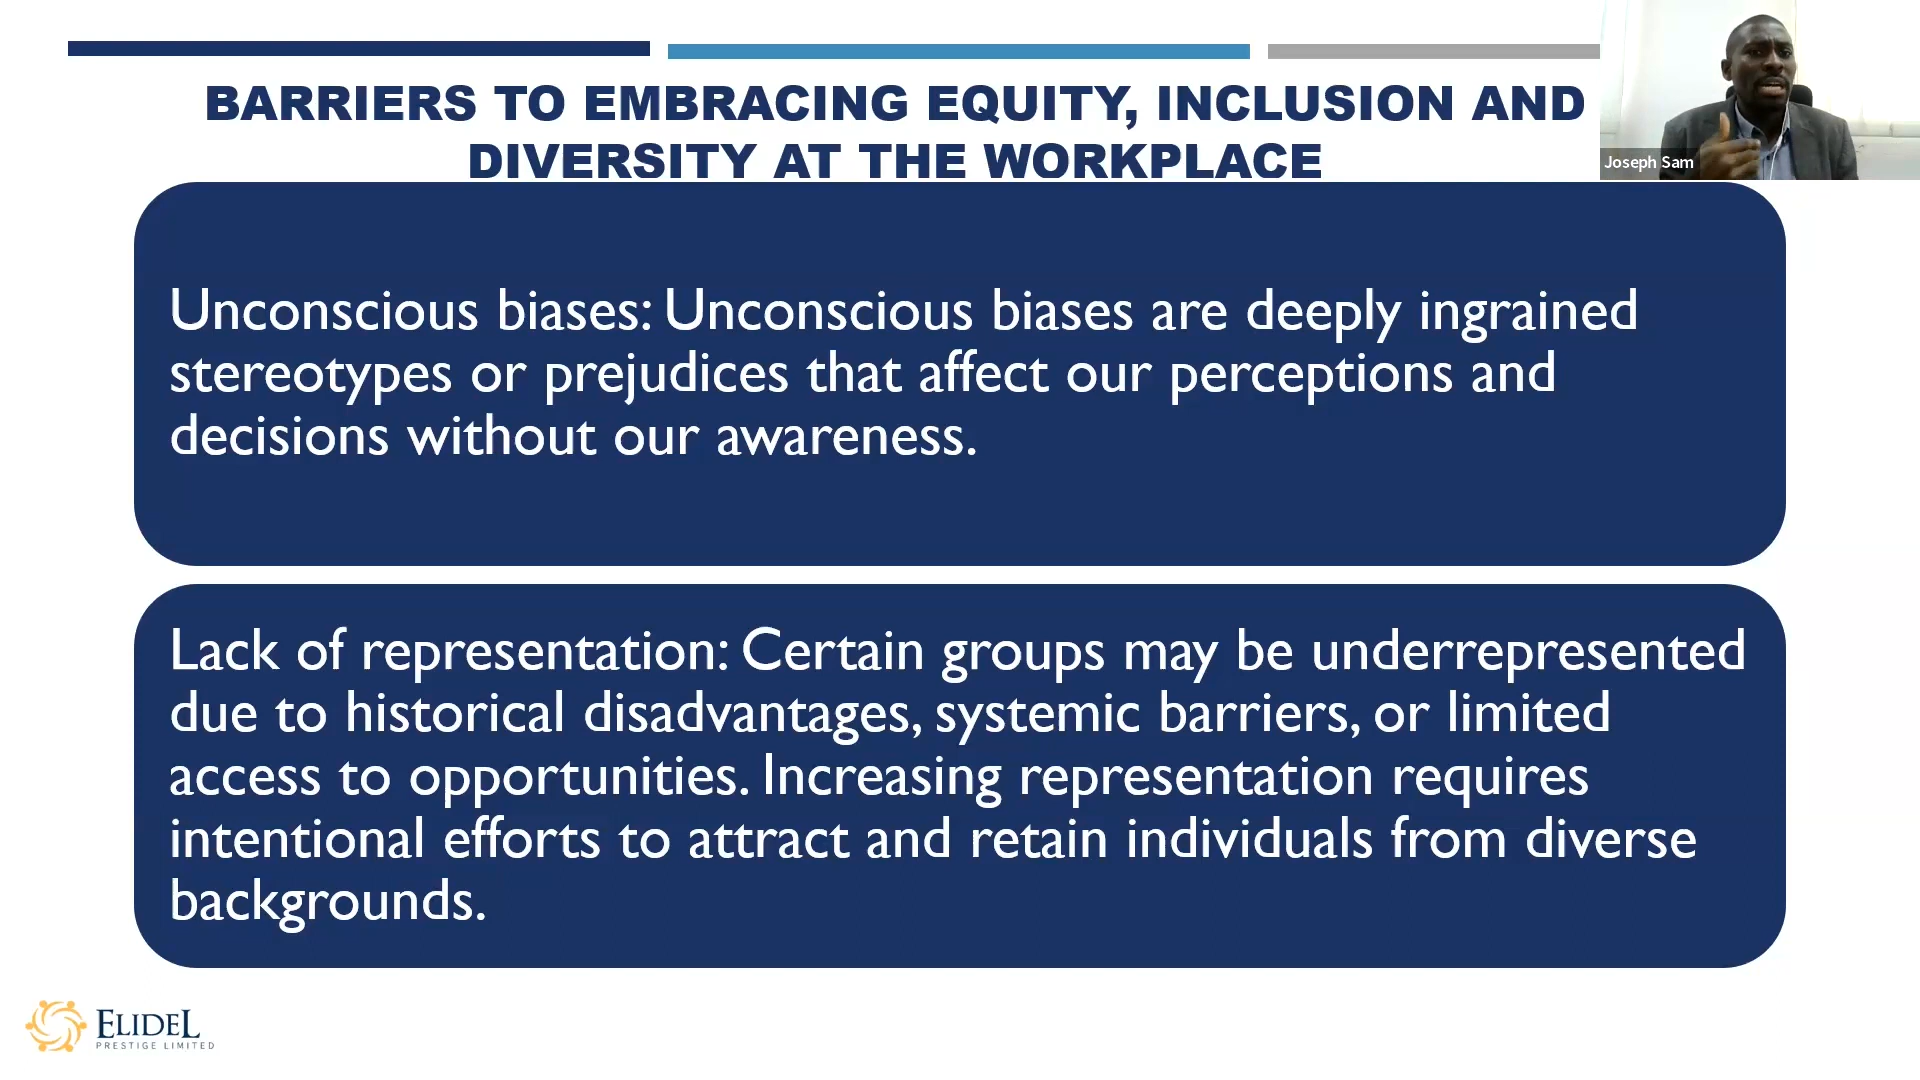 BARRIERS TO EMBRACING EQUITY, INCLUSION AND
DIVERSITY AT THE WORKPLACE
Joseph Sam
Unconscious biases: Unconscious biases are deeply ingrained
stereotypes or prejudices that affect our perceptions and
decisions without our awareness.
Lack of representation: Certain groups may be underrepresented
due to historical disadvantages, systemic barriers, or limited
access to opportunities. Increasing representation requires
intentional efforts to attract and retain individuals from diverse
backgrounds.
ELIDEL
PRESTIGE LIMITED